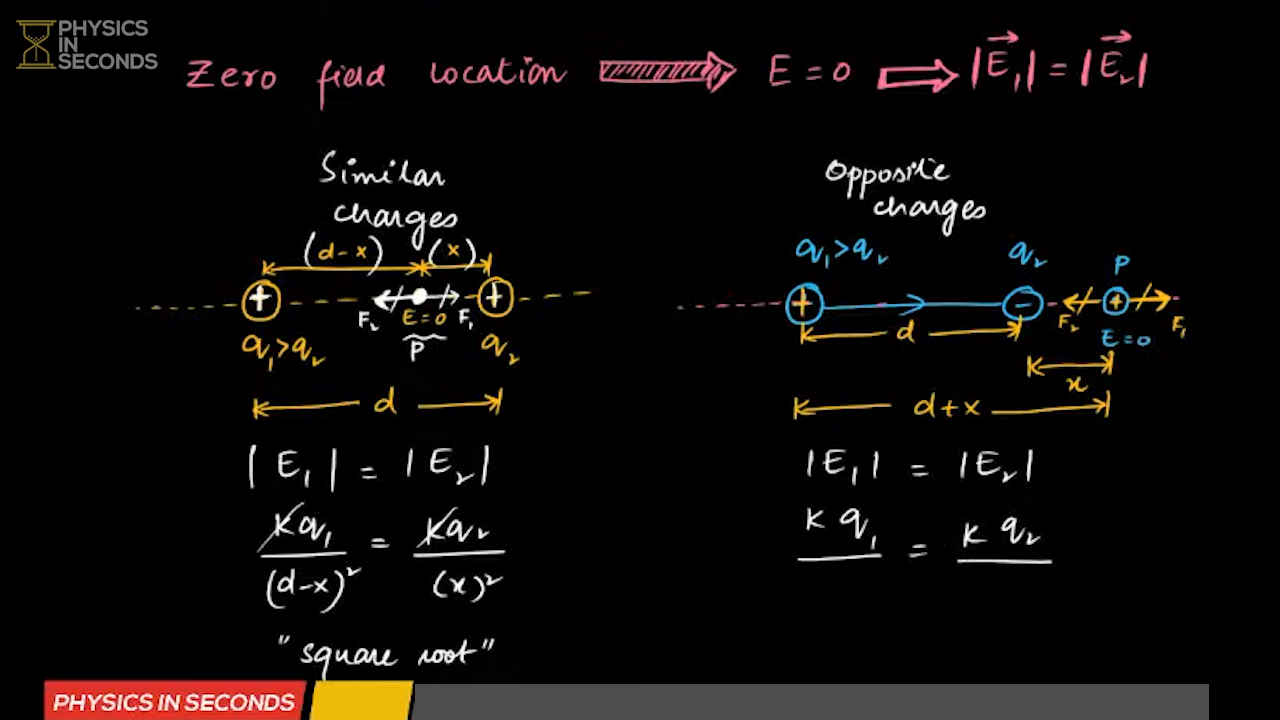 PHYSICS
IN
SECONDS
Zero field location ⇒ E = 0 ⇒ |E⃗₁| = |E⃗₂|
Similar
charges
(d-x) (x)
+ +
F₂ E=0 F₁
P
q₁>q₂ q₂
d
|E₁| = |E₂|
Kq₁/(d-x)² = Kq₂/(x)²
"square root"
Opposite
charges
q₁>q₂ q₂ P
+ - +
F₂ F₁
d E=0
x
d+x
|E₁| = |E₂|
K q₁ = K q₂
PHYSICS IN SECONDS